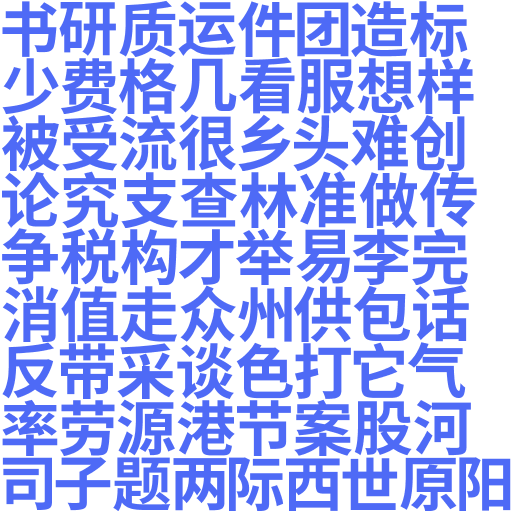 书研质运件团造标
少费格几看服想样
被受流很乡头难创
论究支查林准做传
争税构才举易李完
消值走众州供包话
反带采谈色打它气
率劳源港节案股河
司子题两际西世原阳